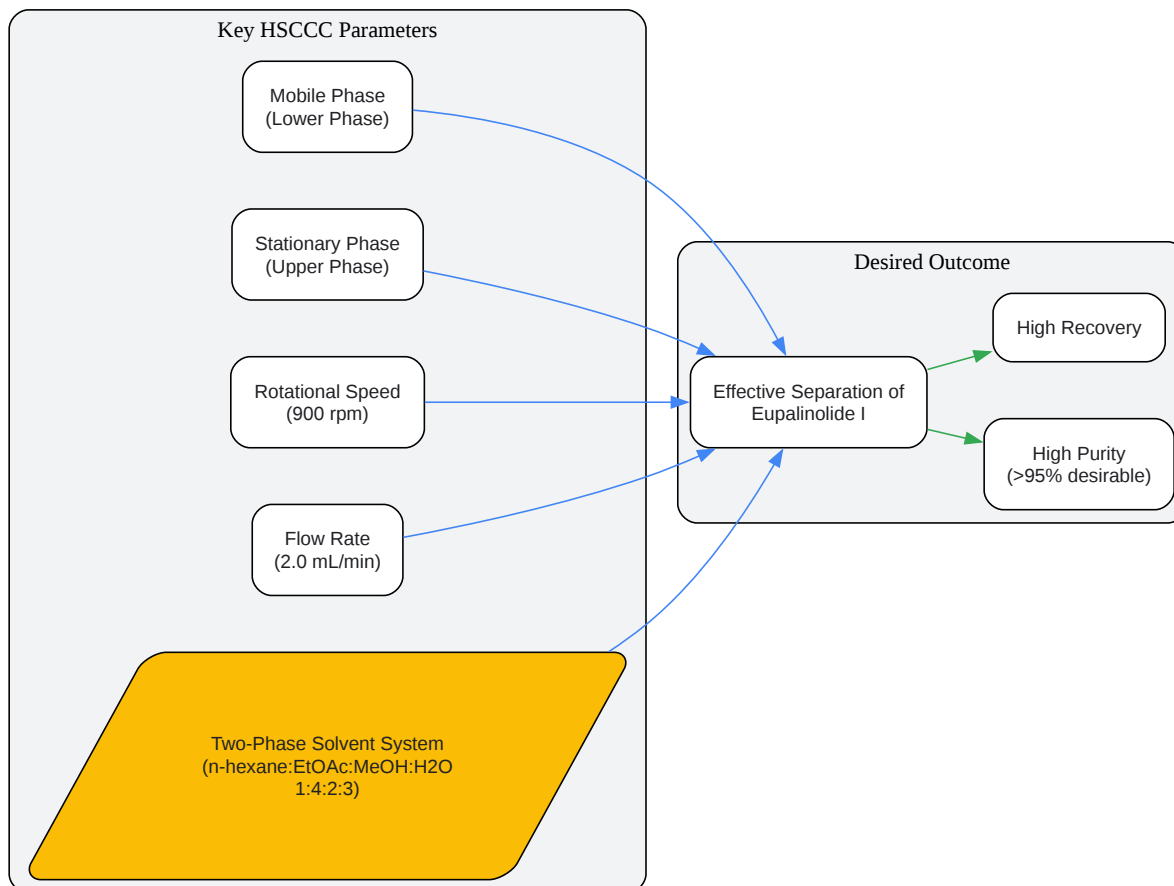 Key HSCCC Parameters
Mobile Phase
(Lower Phase)
Stationary Phase
(Upper Phase)
Rotational Speed
(900 rpm)
Flow Rate
(2.0 mL/min)
Two-Phase Solvent System
(n-hexane:EtOAc:MeOH:H2O
1:4:2:3)
Desired Outcome
Effective Separation of
Eupalinolide I
High Recovery
High Purity
(>95% desirable)